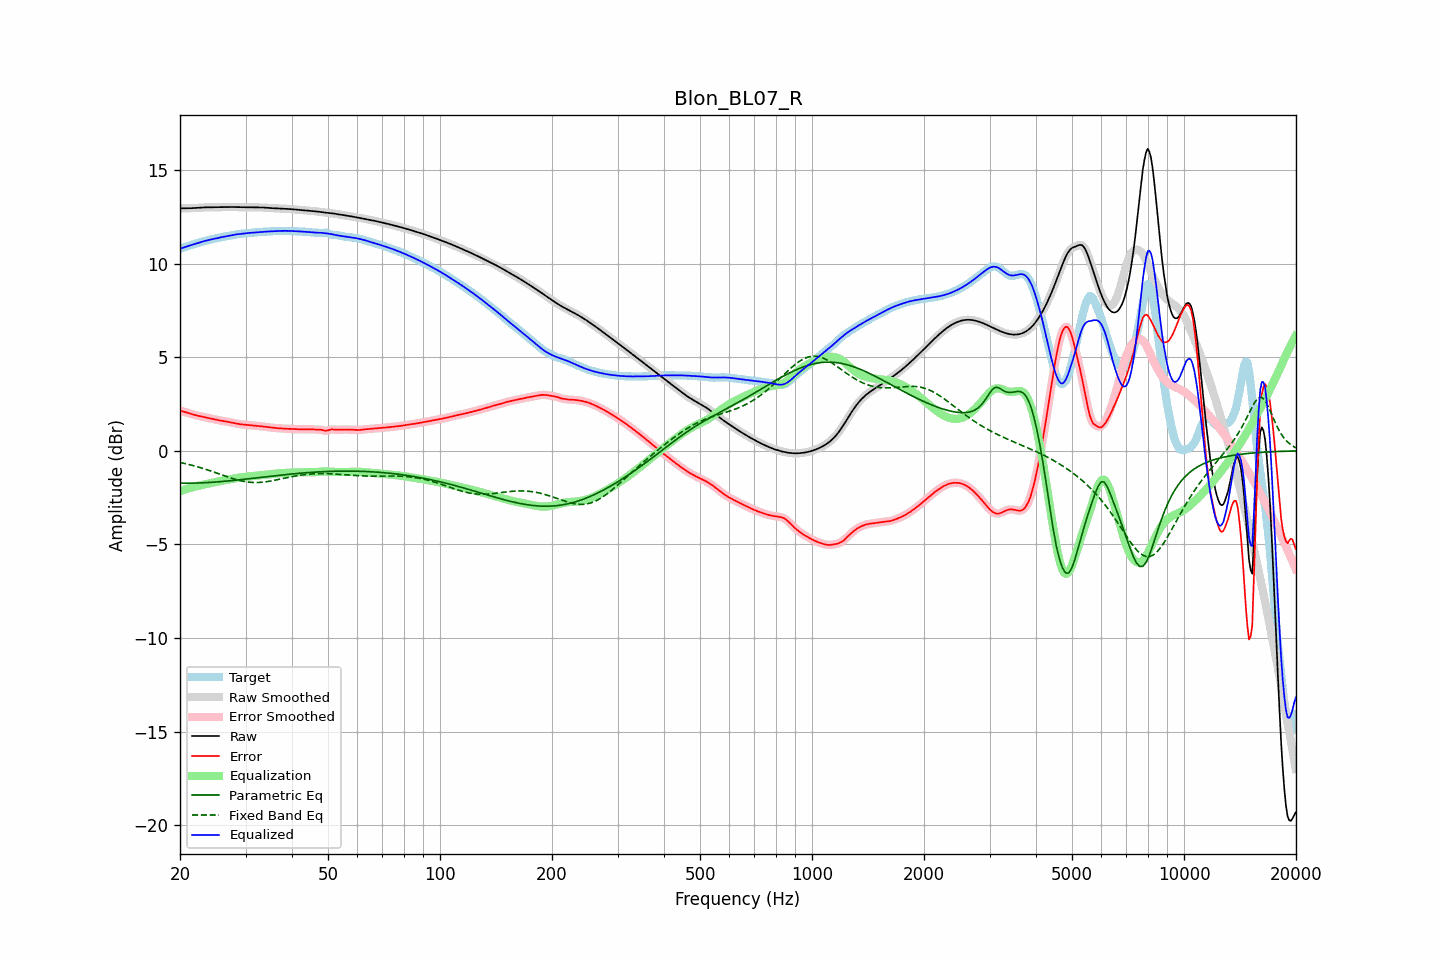 Blon_BL07_R
Amplitude (dBr)
15
10
5
0
−5
−10
−15
−20
Target
Raw Smoothed
Error Smoothed
Raw
Error
Equalization
Parametric Eq
Fixed Band Eq
Equalized
20 50 100 200 500 1000 2000 5000 10000 20000
Frequency (Hz)